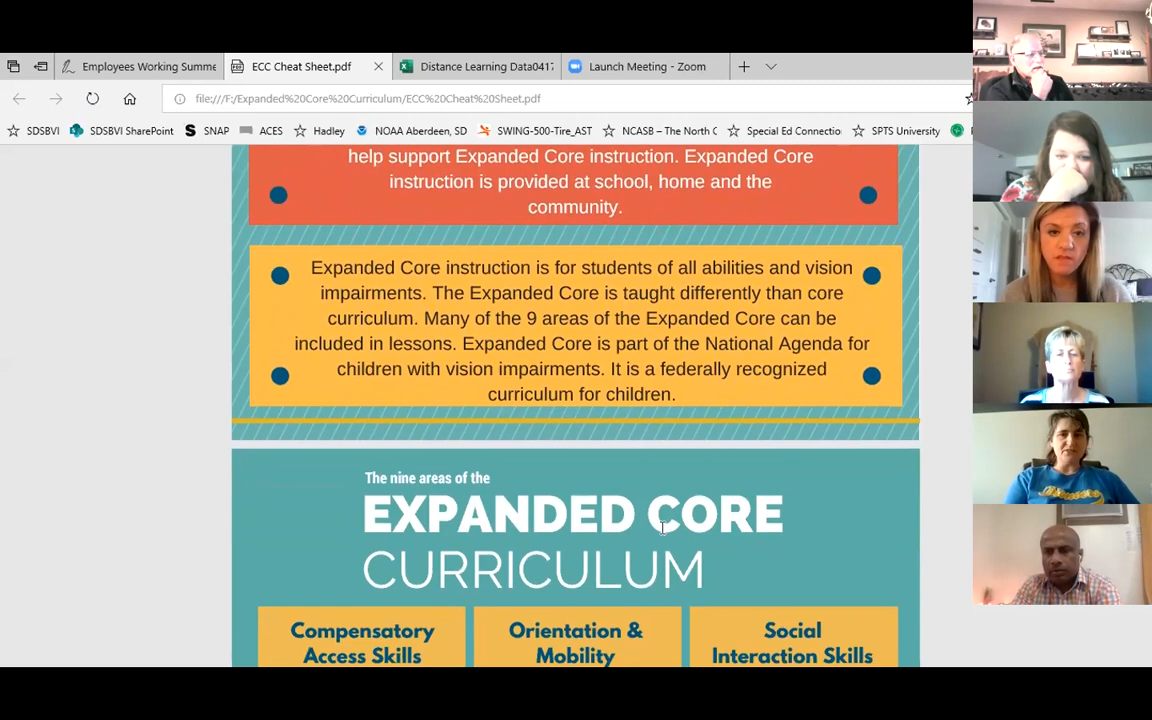 Employees Working Summe
ECC Cheat Sheet.pdf
Distance Learning Data0417
Launch Meeting - Zoom
file:///F:/Expanded%20Core%20Curriculum/ECC%20Cheat%20Sheet.pdf
SDSBVI
SDSBVI SharePoint
S SNAP
ACES
Hadley
NOAA Aberdeen, SD
SWING-500-Tire_AST
NCASB – The North C
Special Ed Connectio
SPTS University
help support Expanded Core instruction. Expanded Core
instruction is provided at school, home and the
community.
Expanded Core instruction is for students of all abilities and vision
impairments. The Expanded Core is taught differently than core
curriculum. Many of the 9 areas of the Expanded Core can be
included in lessons. Expanded Core is part of the National Agenda for
children with vision impairments. It is a federally recognized
curriculum for children.
The nine areas of the
EXPANDED CORE
CURRICULUM
Compensatory
Access Skills
Orientation &
Mobility
Social
Interaction Skills